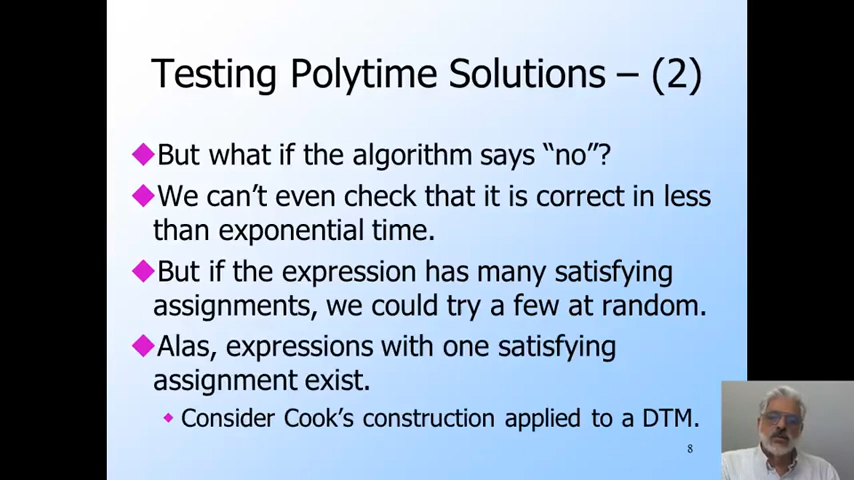 Testing Polytime Solutions – (2)
◆But what if the algorithm says “no”?
◆We can’t even check that it is correct in less
than exponential time.
◆But if the expression has many satisfying
assignments, we could try a few at random.
◆Alas, expressions with one satisfying
assignment exist.
◆ Consider Cook’s construction applied to a DTM.
8